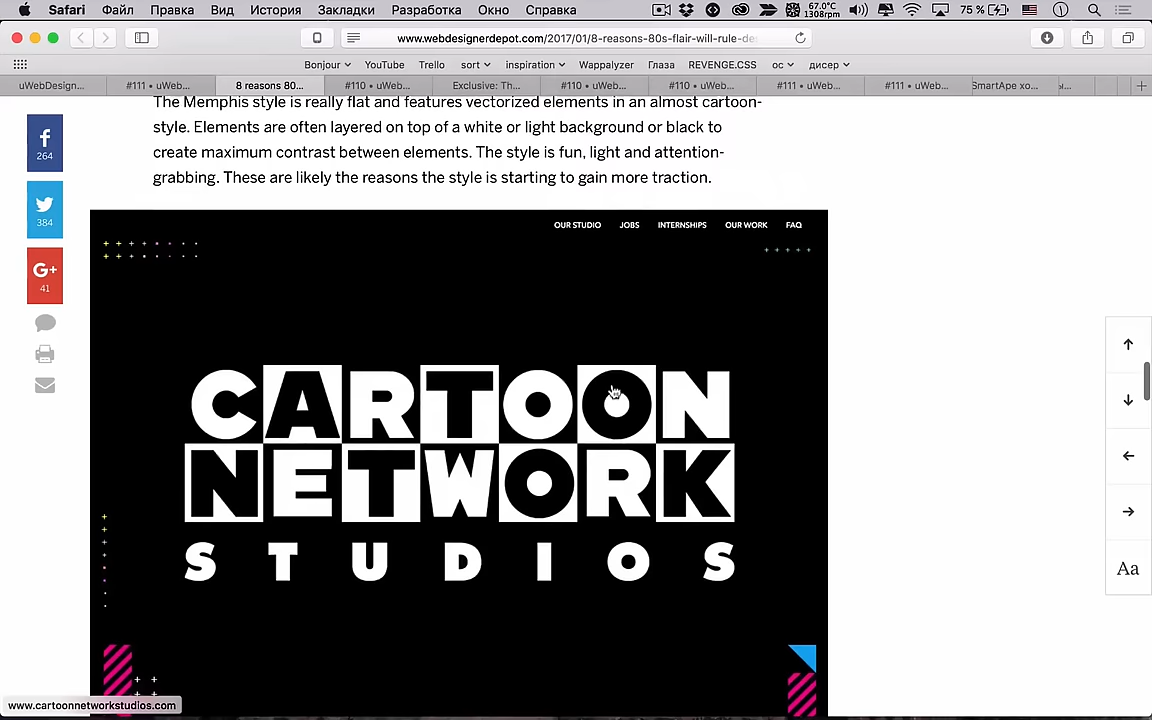 Safari Файл Правка Вид История Закладки Разработка Окно Справка 67.0°C 1308rpm 75 %
www.webdesignerdepot.com/2017/01/8-reasons-80s-flair-will-rule-de
Bonjour YouTube Trello sort inspiration Wappalyzer Глаза REVENGE.CSS ос дисер
uWebDesign... #111 • uWeb... 8 reasons 80... #110 • uWeb... Exclusive: Th... #110 • uWeb... #110 • uWeb... #111 • uWeb... #111 • uWeb... SmartApe хо...
The Memphis style is really flat and features vectorized elements in an almost cartoon-
style. Elements are often layered on top of a white or light background or black to
create maximum contrast between elements. The style is fun, light and attention-
grabbing. These are likely the reasons the style is starting to gain more traction.
264
384
G+
41
OUR STUDIO JOBS INTERNSHIPS OUR WORK FAQ
CARTOON
NETWORK
STUDIOS
Aa
www.cartoonnetworkstudios.com